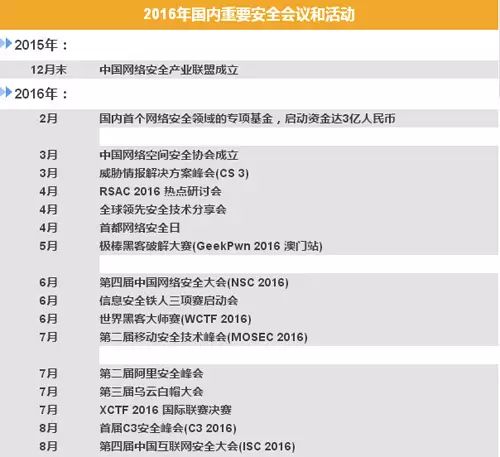 2016年国内重要安全会议和活动
2015年：
12月末 中国网络安全产业联盟成立
2016年：
2月 国内首个网络安全领域的专项基金，启动资金达3亿人民币
3月 中国网络空间安全协会成立
3月 威胁情报解决方案峰会(CS 3)
4月 RSAC 2016 热点研讨会
4月 全球领先安全技术分享会
4月 首都网络安全日
5月 极棒黑客破解大赛(GeekPwn 2016 澳门站)
6月 第四届中国网络安全大会(NSC 2016)
6月 信息安全铁人三项赛启动会
6月 世界黑客大师赛(WCTF 2016)
7月 第二届移动安全技术峰会(MOSEC 2016)
7月 第二届阿里安全峰会
7月 第三届乌云白帽大会
7月 XCTF 2016 国际联赛决赛
8月 首届C3安全峰会(C3 2016)
8月 第四届中国互联网安全大会(ISC 2016)